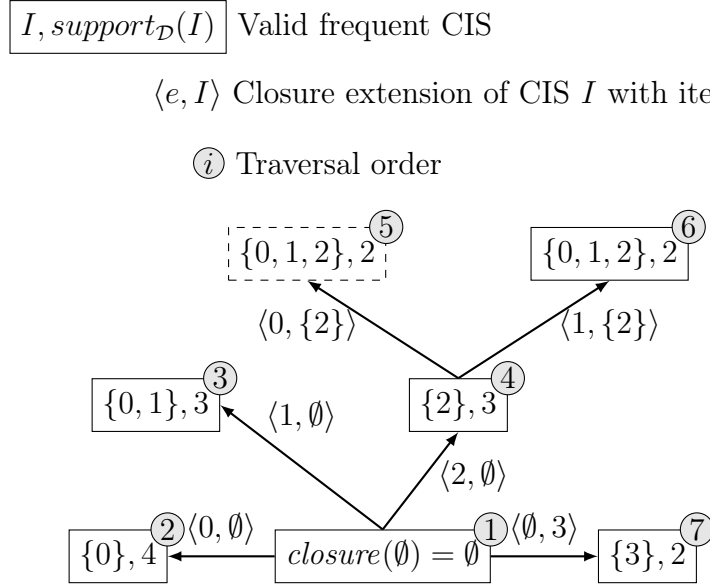 I, support_𝒟(I) Valid frequent CIS
⟨e, I⟩ Closure extension of CIS I with
i Traversal order
5 6
{0, 1, 2}, 2 {0, 1, 2}, 2
⟨0, {2}⟩ ⟨1, {2}⟩
3 4
{0, 1}, 3 {2}, 3
⟨1, ∅⟩
⟨2, ∅⟩
2 ⟨0, ∅⟩ 1 ⟨∅, 3⟩ 7
{0}, 4 closure(∅) = ∅ {3}, 2